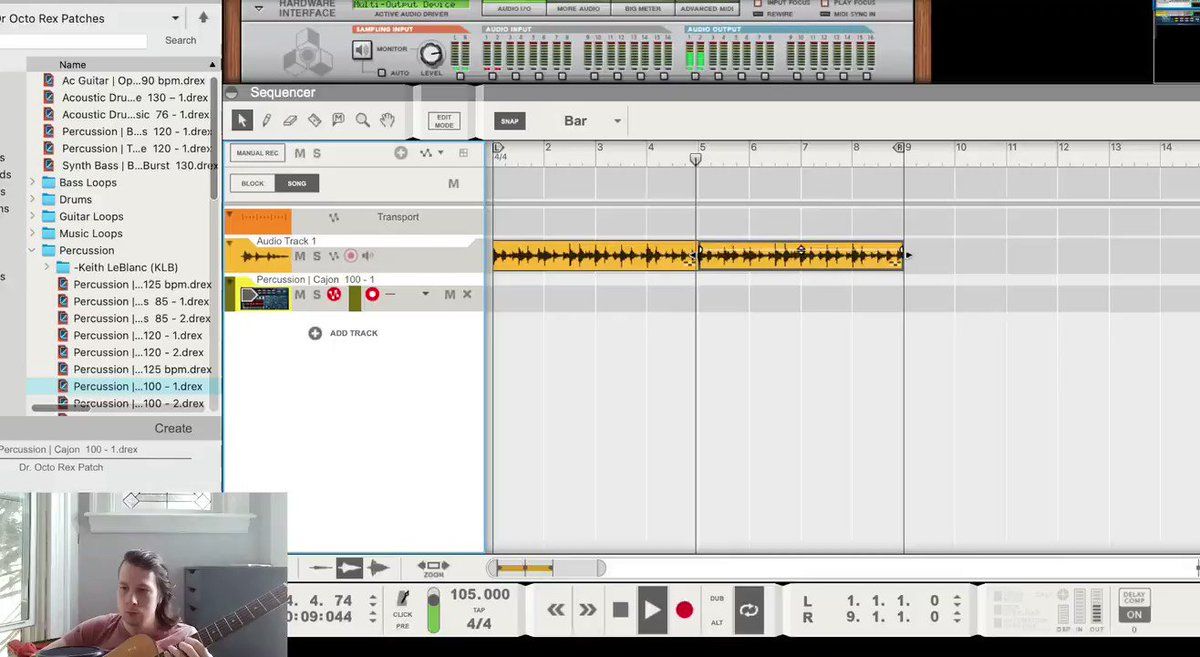 r Octo Rex Patches
Search
Name
Ac Guitar | Op...90 bpm.drex
Acoustic Dru...e 130 – 1.drex
Acoustic Dru...sic 76 - 1.drex
Percussion | B...s 120 - 1.drex
Percussion | T...e 120 - 1.drex
Synth Bass | B...Burst 130.drex
Bass Loops
Drums
Guitar Loops
Music Loops
Percussion
-Keith LeBlanc (KLB)
Percussion |...125 bpm.drex
Percussion |...s 85 - 1.drex
Percussion |...s 85 - 2.drex
Percussion |...120 - 1.drex
Percussion |...120 - 2.drex
Percussion |...125 bpm.drex
Percussion |...100 - 1.drex
Percussion |...100 - 2.drex
Create
Percussion | Cajon 100 - 1.drex
Dr. Octo Rex Patch
HARDWARE
INTERFACE
Multi-Output Device
ACTIVE AUDIO DRIVER
AUDIO I/O
MORE AUDIO
BIG METER
ADVANCED MIDI
INPUT FOCUS
PLAY FOCUS
REWIRE
MIDI SYNC IN
SAMPLING INPUT
AUDIO INPUT
AUDIO OUTPUT
MONITOR
AUTO
LEVEL
Sequencer
EDIT
MODE
SNAP
Bar
MANUAL REC
M S
L 2 3 4 5 6 7 8 R 9 10 11 12 13 14
4/4
BLOCK
SONG
M
Transport
Audio Track 1
M S
Percussion | Cajon 100 - 1
M S
M
ADD TRACK
ZOOM
4. 4. 74
0:09:044
CLICK
PRE
105.000
TAP
4/4
DUB
ALT
L 1. 1. 1. 0
R 9. 1. 1. 0
DSP IN OUT
DELAY
COMP
ON
0